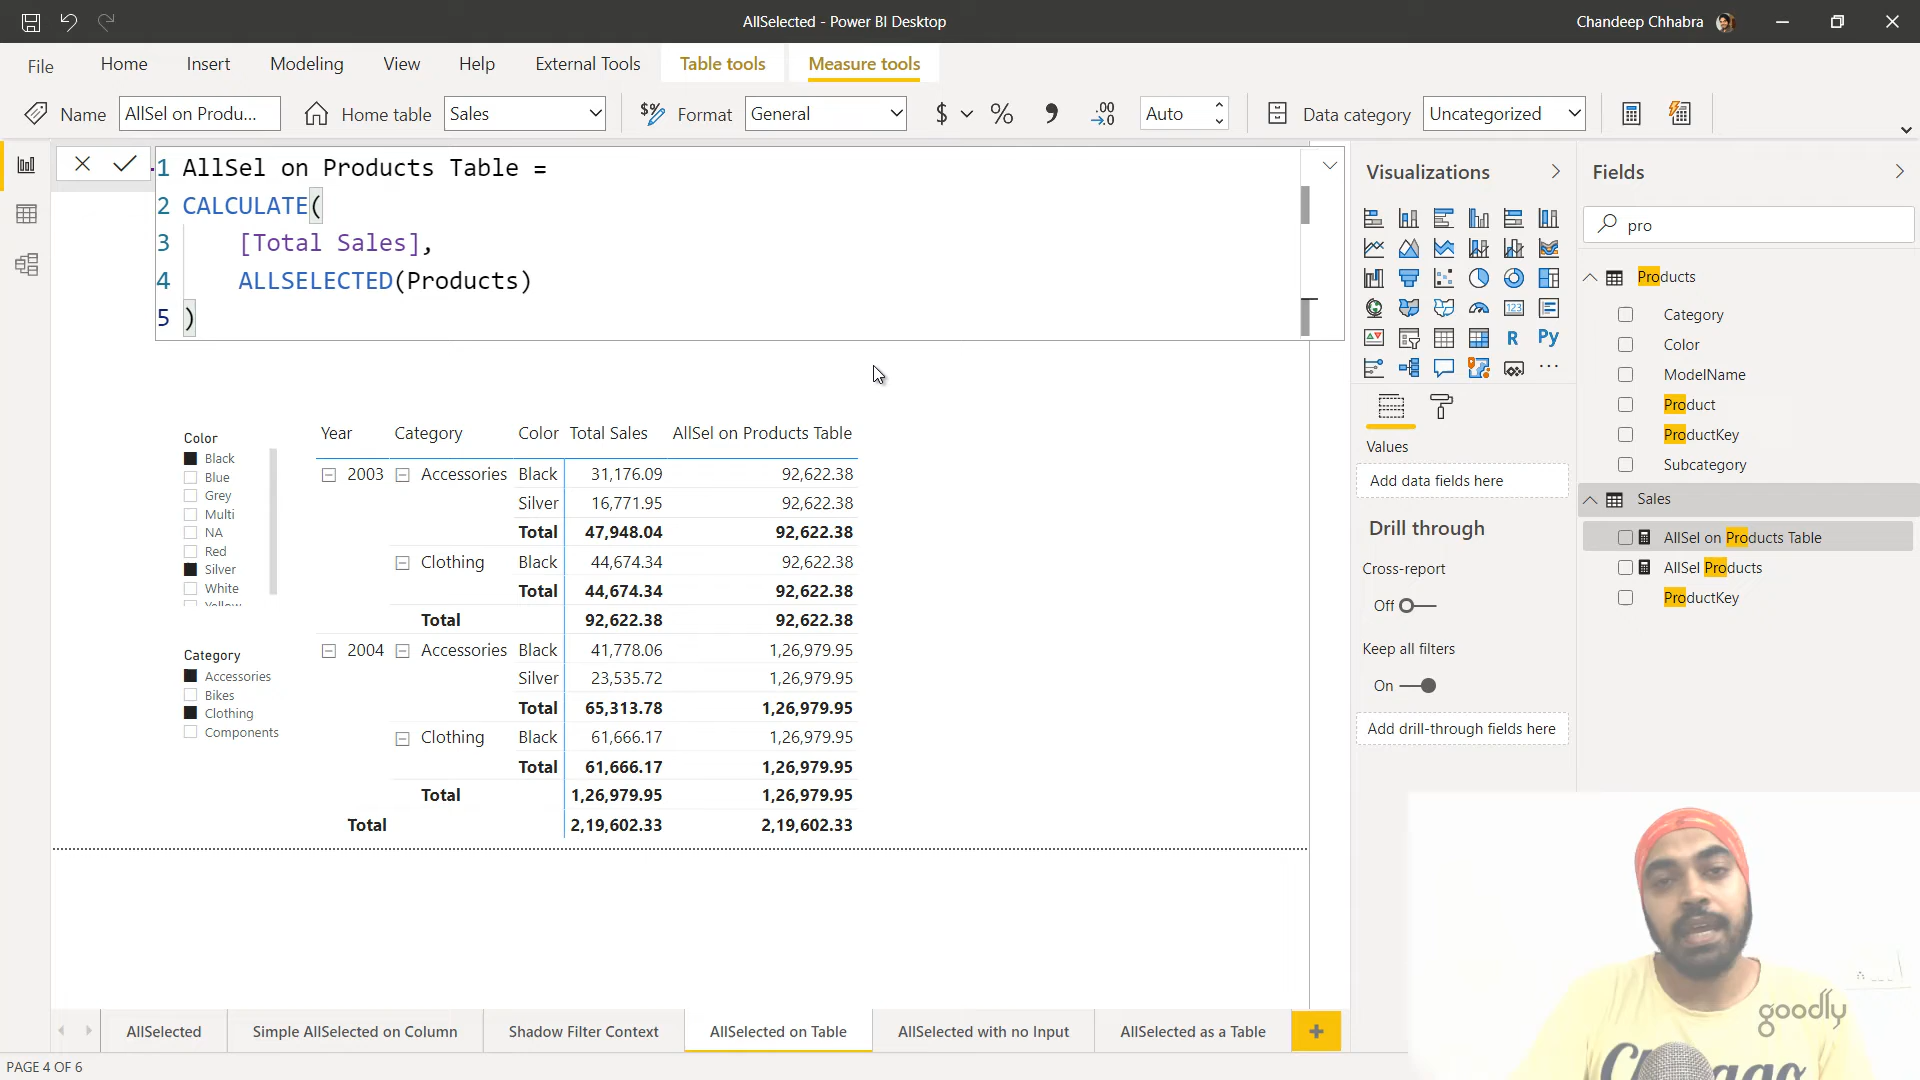 AllSelected - Power BI Desktop
Chandeep Chhabra
File Home Insert Modeling View Help External Tools Table tools Measure tools
Name AllSel on Produ... Home table Sales Format General $ % Auto Data category Uncategorized
1 AllSel on Products Table =
2 CALCULATE(
3 [Total Sales],
4 ALLSELECTED(Products)
5 )
Color
Black
Blue
Grey
Multi
NA
Red
Silver
White
Yellow
Category
Accessories
Bikes
Clothing
Components
Year Category Color Total Sales AllSel on Products Table
2003 Accessories Black 31,176.09 92,622.38
Silver 16,771.95 92,622.38
Total 47,948.04 92,622.38
Clothing Black 44,674.34 92,622.38
Total 44,674.34 92,622.38
Total 92,622.38 92,622.38
2004 Accessories Black 41,778.06 1,26,979.95
Silver 23,535.72 1,26,979.95
Total 65,313.78 1,26,979.95
Clothing Black 61,666.17 1,26,979.95
Total 61,666.17 1,26,979.95
Total 1,26,979.95 1,26,979.95
Total 2,19,602.33 2,19,602.33
Visualizations
123
R Py
Values
Add data fields here
Drill through
Cross-report
Off
Keep all filters
On
Add drill-through fields here
Fields
pro
Products
Category
Color
ModelName
Product
ProductKey
Subcategory
Sales
AllSel on Products Table
AllSel Products
ProductKey
goodly
AllSelected Simple AllSelected on Column Shadow Filter Context AllSelected on Table AllSelected with no Input AllSelected as a Table +
PAGE 4 OF 6